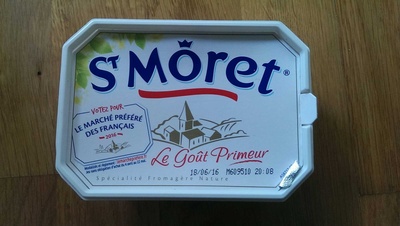 St Môret®
VOTEZ POUR
LE MARCHÉ PRÉFÉRÉ
DES FRANÇAIS
2016
Le Goût Primeur
18/06/16 M609510 20:08
Spécialité Fromagère Nature